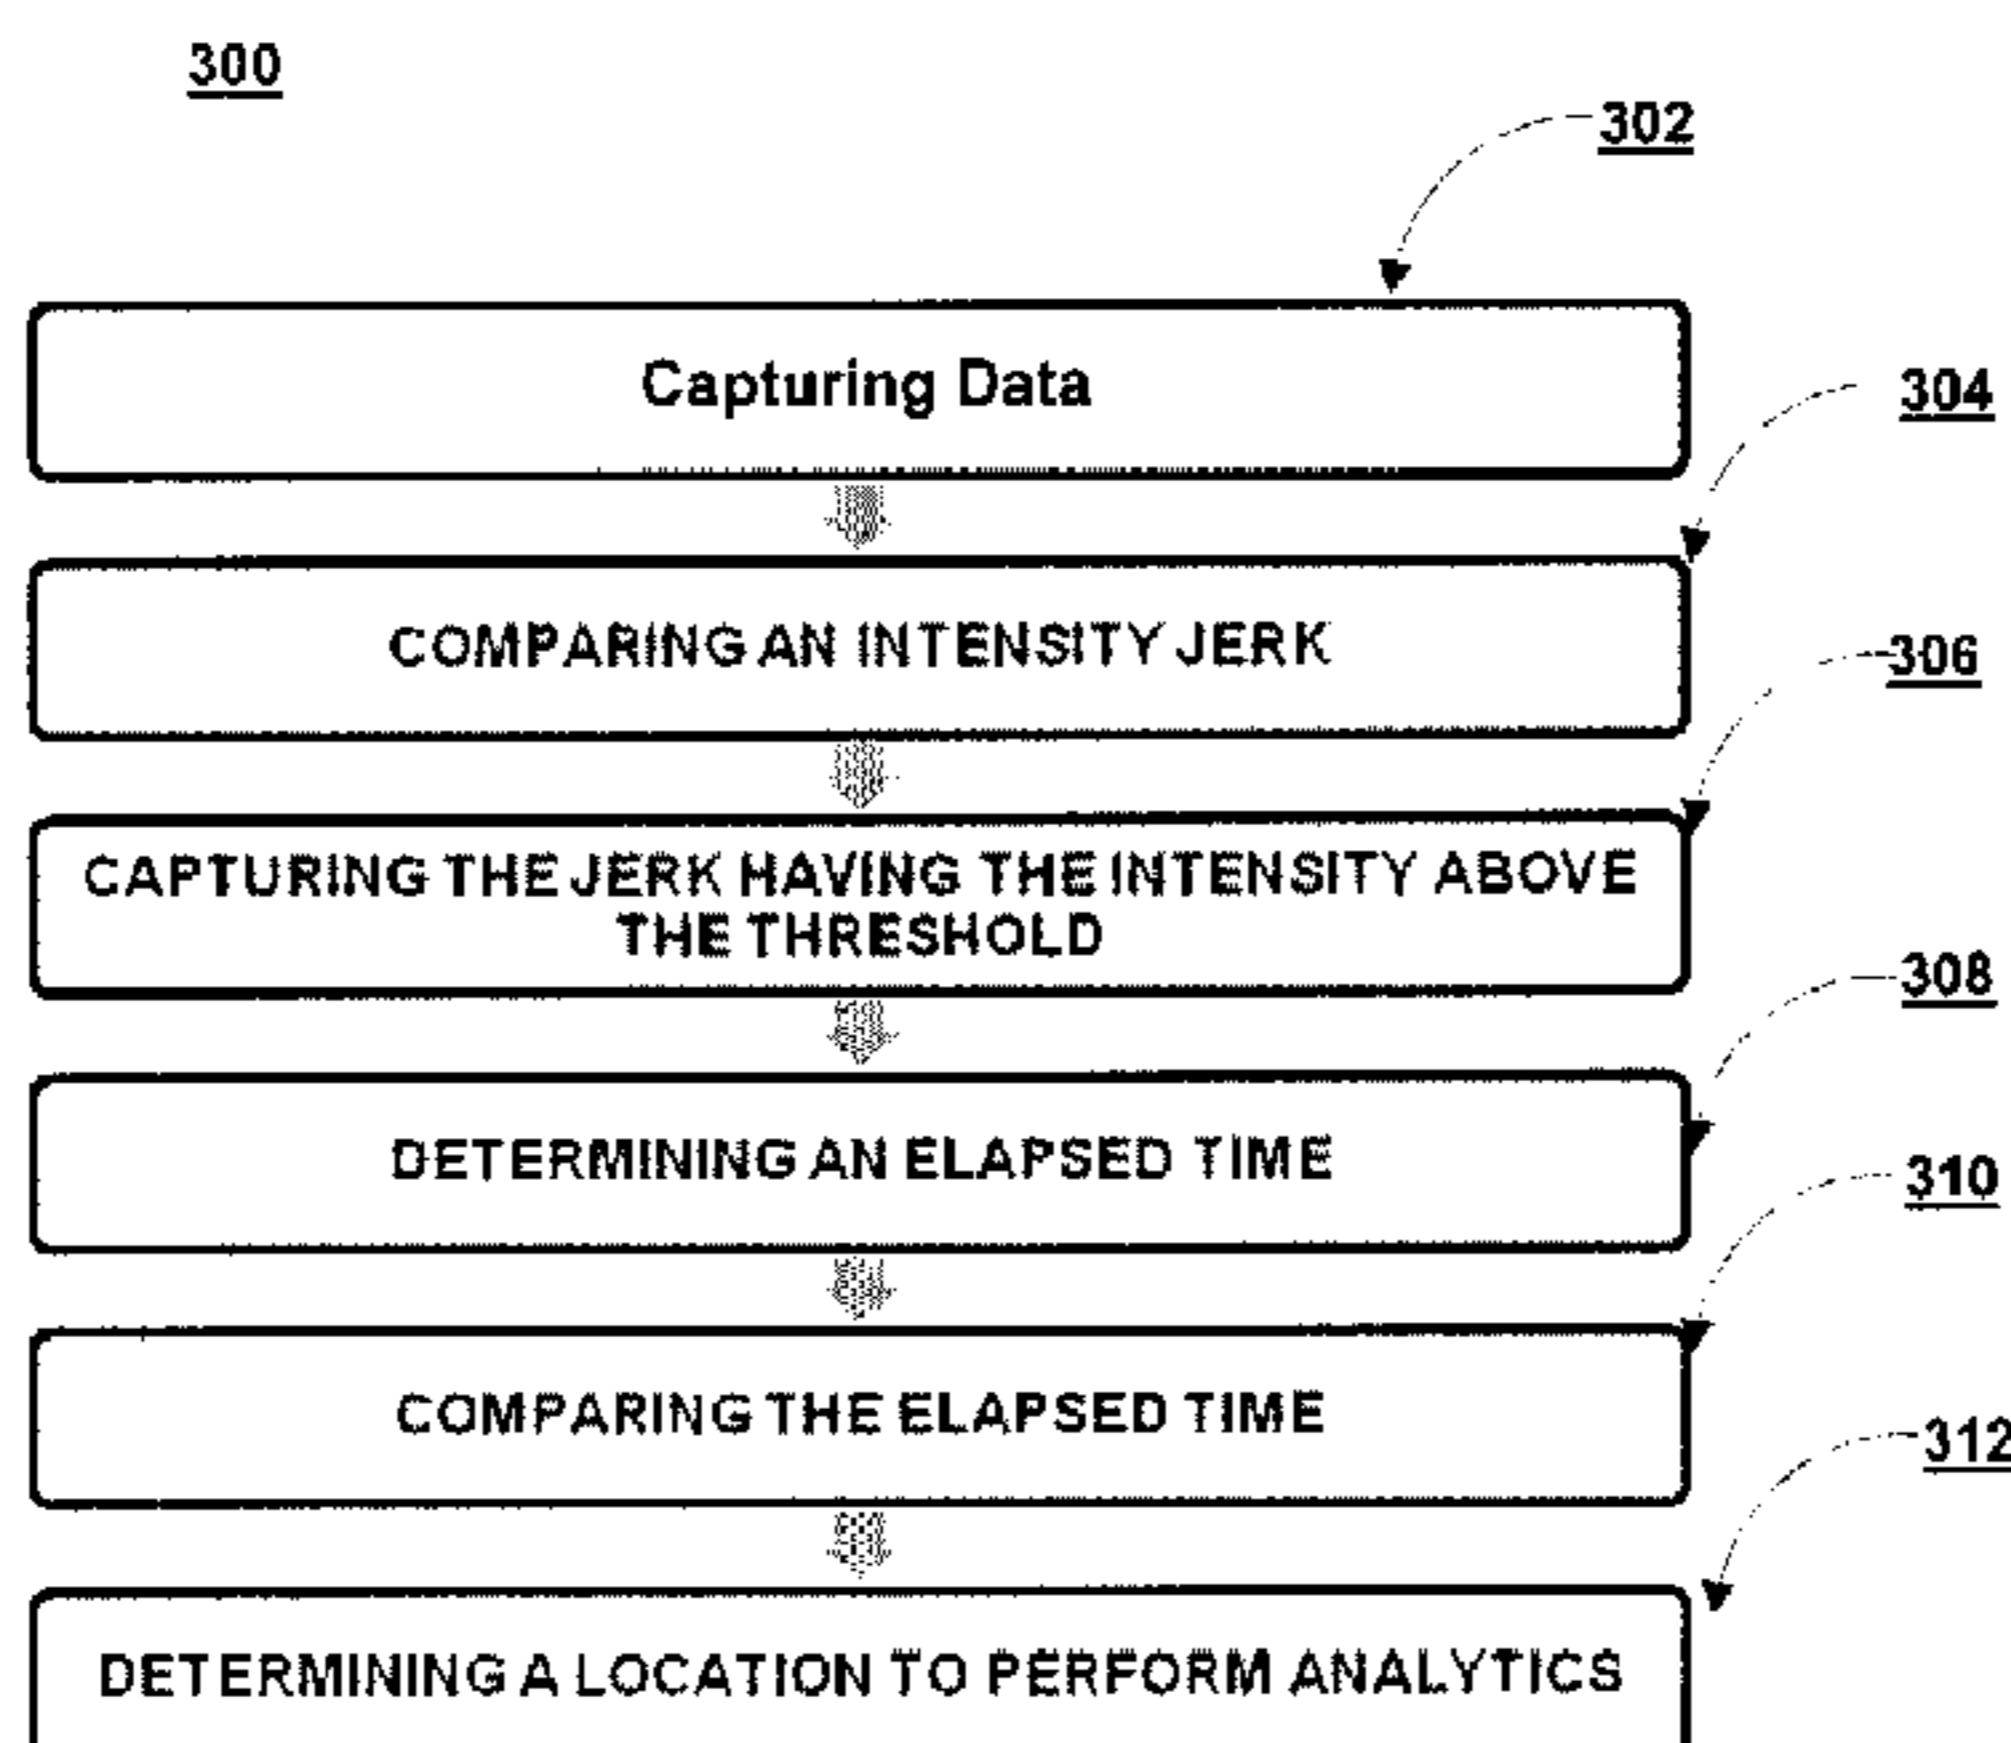 300
302
Capturing Data
304
COMPARING AN INTENSITY JERK
306
CAPTURING THE JERK HAVING THE INTENSITY ABOVE
THE THRESHOLD
308
DETERMINING AN ELAPSED TIME
310
COMPARING THE ELAPSED TIME
312
DETERMINING A LOCATION TO PERFORM ANALYTICS